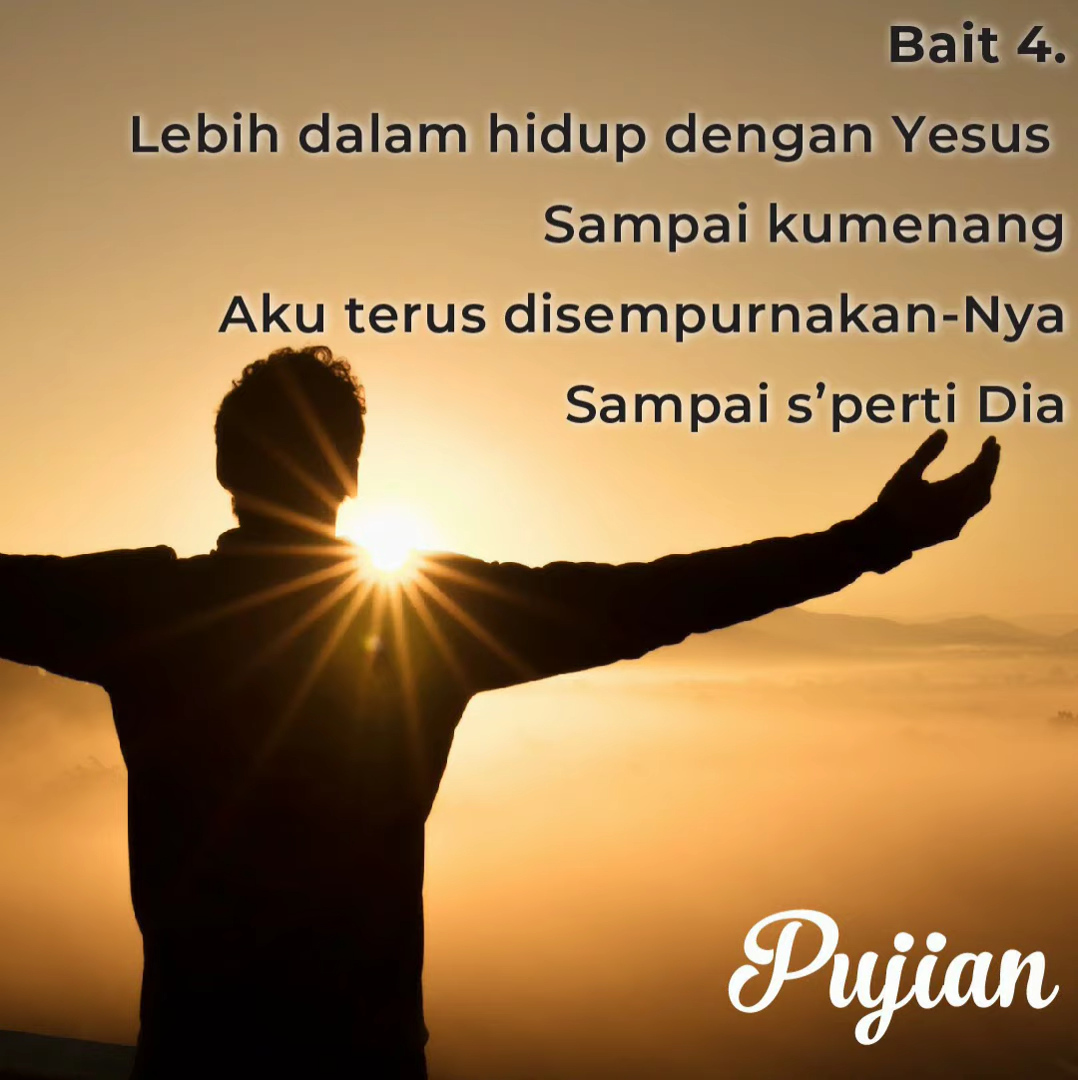 Bait 4.
Lebih dalam hidup dengan Yesus
Sampai kumenang
Aku terus disempurnakan-Nya
Sampai s’perti Dia
Pujian